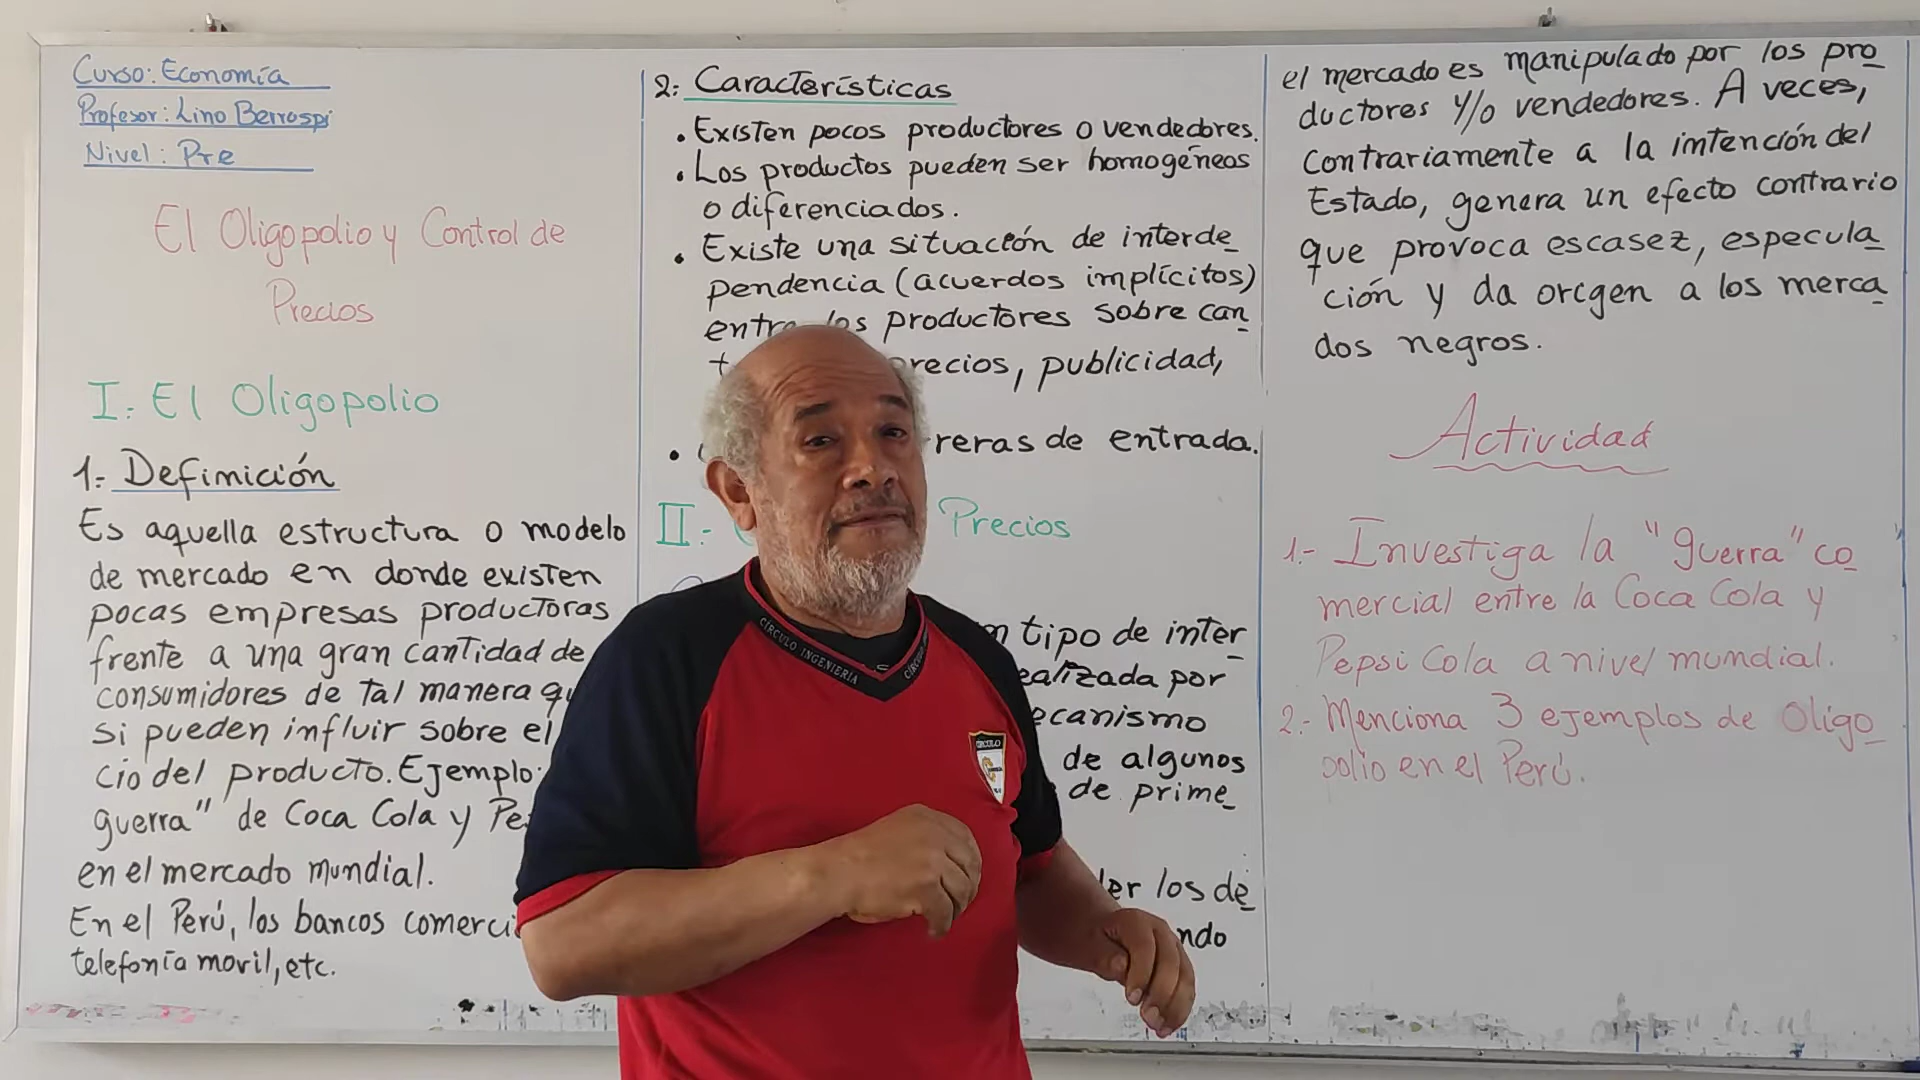 Curso: Economía
Profesor: Lino Berrospi
Nivel: Pre
El Oligopolio y Control de
Precios
I. El Oligopolio
1.- Definición
Es aquella estructura o modelo
de mercado en donde existen
pocas empresas productoras
frente a una gran cantidad de
consumidores de tal manera
si pueden influir sobre el
cio del producto. Ejemplo:
guerra" de Coca Cola y
en el mercado mundial.
En el Perú, los bancos
telefonía movil, etc.
2. Características
• Existen pocos productores o vendedores.
• Los productos pueden ser homogéneos
o diferenciados.
• Existe una situación de interde
pendencia (acuerdos implícitos)
los productores sobre can
publicidad,
• de entrada.
II.- Precios
tipo de inter
por
de algunos
de prime
los de
el mercado es manipulado por los pro
ductores y/o vendedores. A veces,
contrariamente a la intención del
Estado, genera un efecto contrario
que provoca escasez, especula
ción y da orcgen a los merca
dos negros.
Actividad
1.- Investiga la "guerra" co
mercial entre la Coca Cola y
Pepsi Cola a nivel mundial.
2.- Menciona 3 ejemplos de Oligo
polio en el Perú.
CÍRCULO INGENIERÍA
CÍRCULO